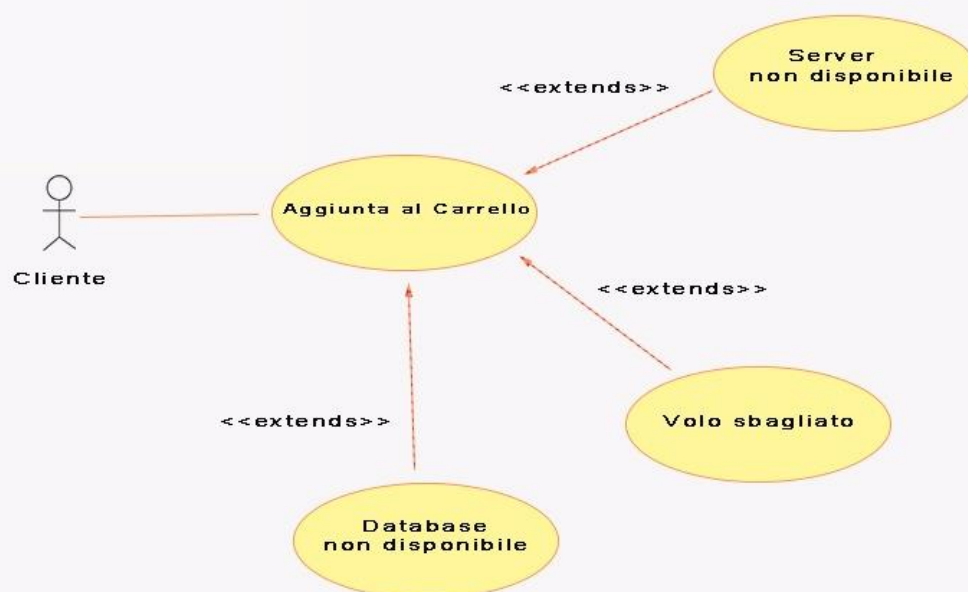 Server
non disponibile
<<extends>>
Aggiunta al Carrello
Cliente
<<extends>>
Volo sbagliato
<<extends>>
Database
non disponibile